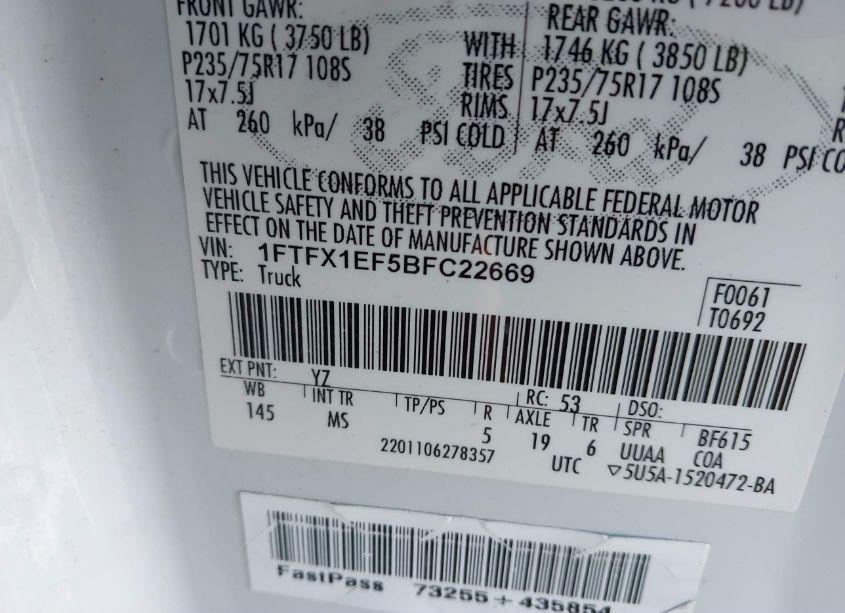 FRONT GAWR:
1701 KG ( 3750 LB)
P235/75R17 108S
17x7.5J
AT 260 kPa/ 38 PSI COLD
WITH
TIRES
RIMS
REAR GAWR:
1746 KG ( 3850 LB)
P235/75R17 108S
17x7.5J
AT 260 kPa/ 38 PSI CO
THIS VEHICLE CONFORMS TO ALL APPLICABLE FEDERAL MOTOR
VEHICLE SAFETY AND THEFT PREVENTION STANDARDS IN
EFFECT ON THE DATE OF MANUFACTURE SHOWN ABOVE.
VIN: 1FTFX1EF5BFC22669
TYPE: Truck
F0061
T0692
EXT PNT: YZ RC: 53 DSO:
WB INT TR TP/PS R AXLE TR SPR BF615
145 MS 5 19 6 UUAA COA
2201106278357 UTC ▽5U5A-1520472-BA
FastPass 73255+435854